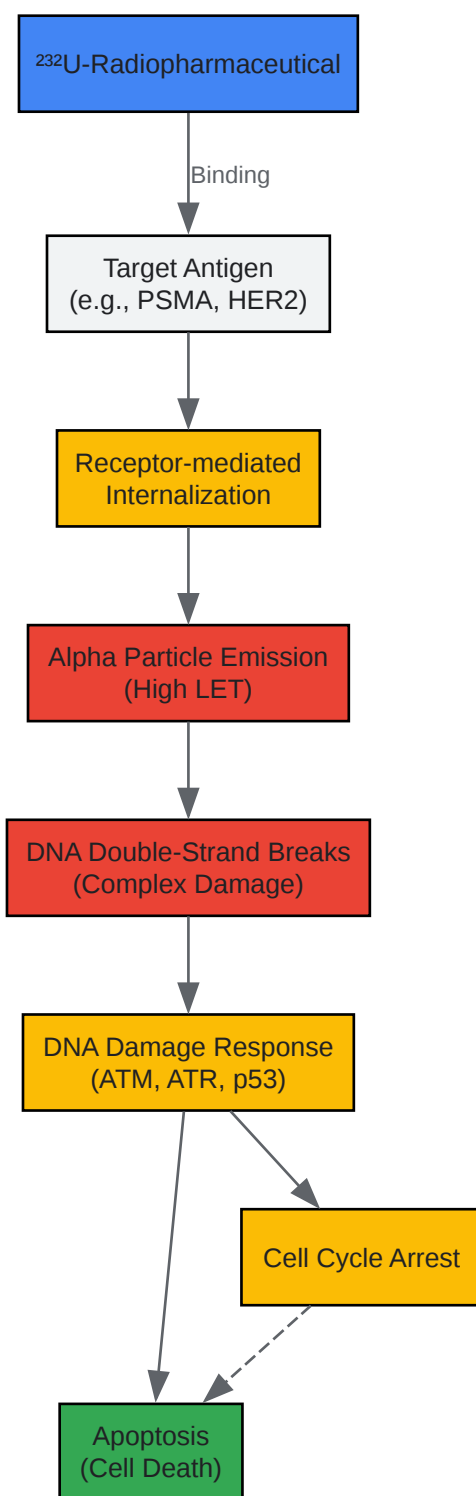 ²³²U-Radiopharmaceutical
Binding
Target Antigen
(e.g., PSMA, HER2)
Receptor-mediated
Internalization
Alpha Particle Emission
(High LET)
DNA Double-Strand Breaks
(Complex Damage)
DNA Damage Response
(ATM, ATR, p53)
Cell Cycle Arrest
Apoptosis
(Cell Death)